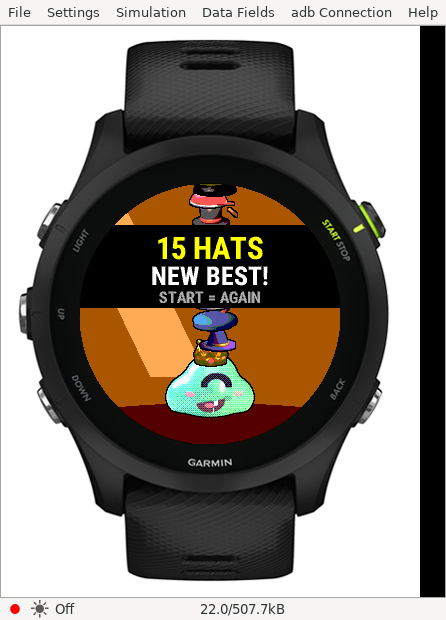 File Settings Simulation Data Fields adb Connection Help
LIGHT
START STOP
15 HATS
NEW BEST!
START = AGAIN
UP
DOWN
BACK
GARMIN
Off 22.0/507.7kB